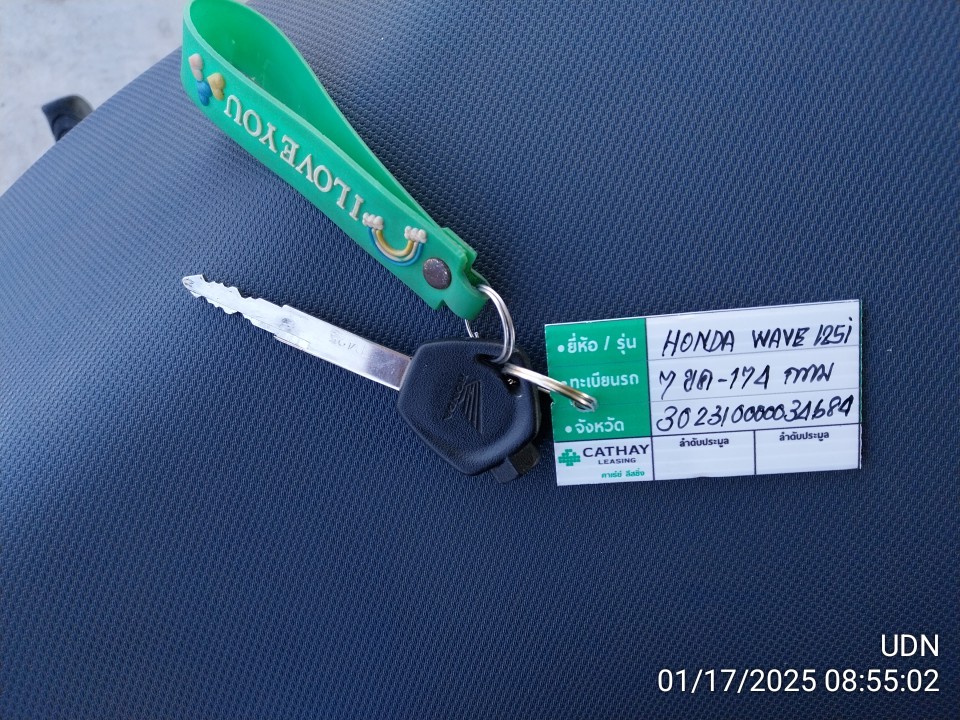 I LOVE YOU
• ยี่ห้อ / รุ่น HONDA WAVE 125i
• ทะเบียนรถ 7 ขค-174 กทม
• จังหวัด 302310000034684
CATHAY
LEASING
คาเธ่ย์ ลีสซิ่ง
ลำดับประมูล ลำดับประมูล
UDN
01/17/2025 08:55:02